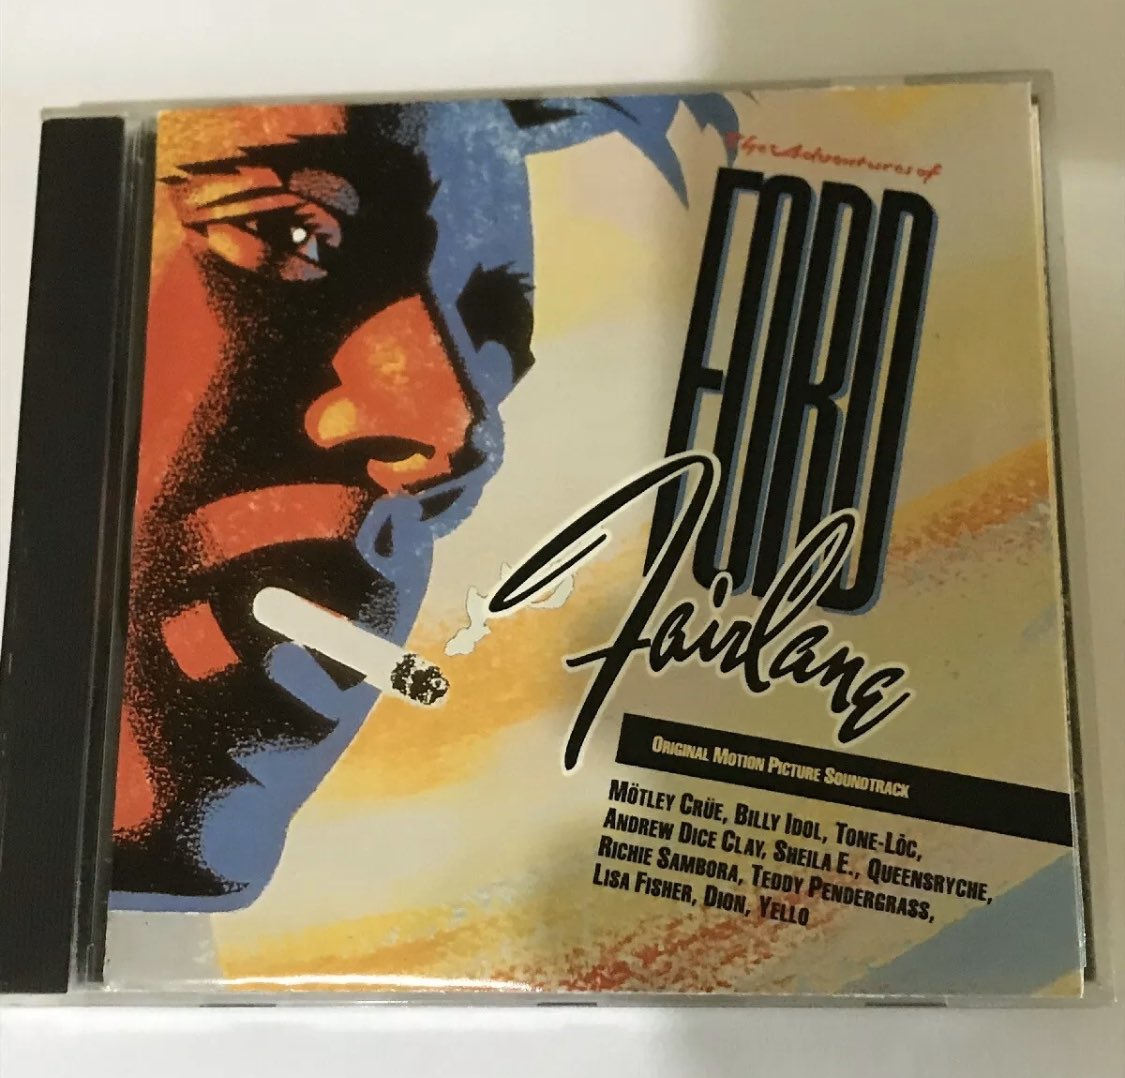 The Adventures of
FORD
Fairlane
ORIGINAL MOTION PICTURE SOUNDTRACK
MÖTLEY CRÜE, BILLY IDOL, TONE-LŌC,
ANDREW DICE CLAY, SHEILA E., QUEENSRYCHE,
RICHIE SAMBORA, TEDDY PENDERGRASS,
LISA FISHER, DION, YELLO